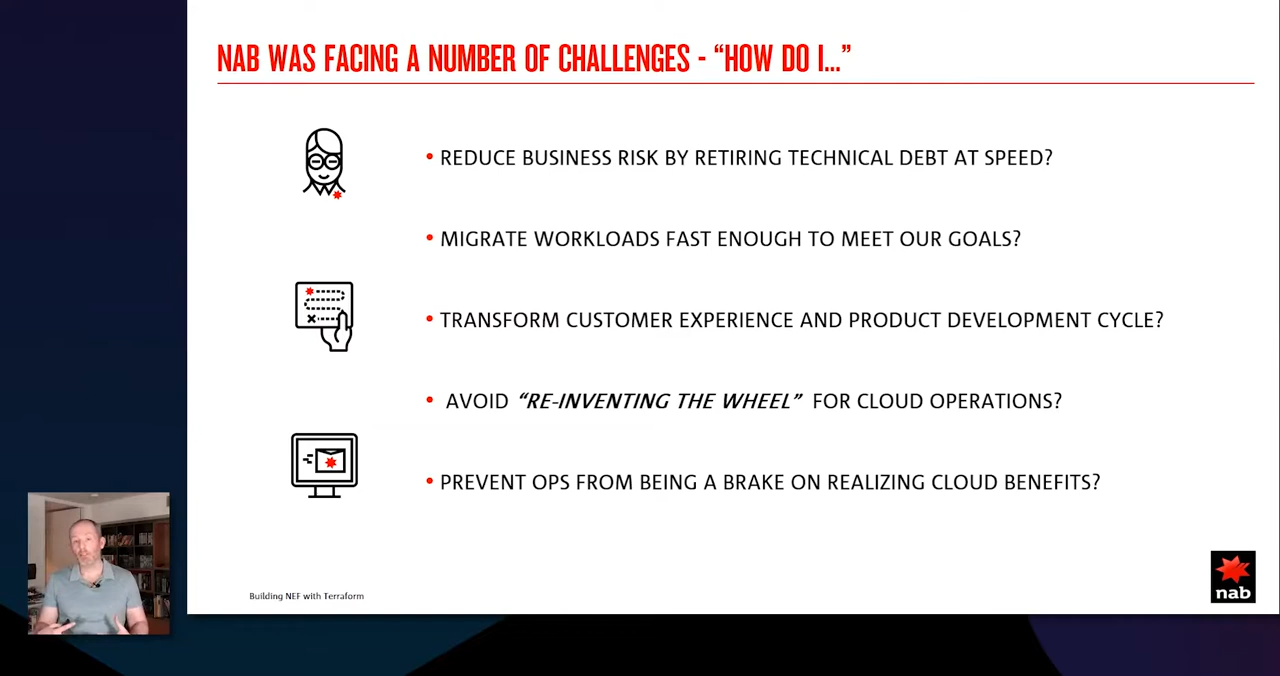 NAB WAS FACING A NUMBER OF CHALLENGES - “HOW DO I...”
• REDUCE BUSINESS RISK BY RETIRING TECHNICAL DEBT AT SPEED?
• MIGRATE WORKLOADS FAST ENOUGH TO MEET OUR GOALS?
• TRANSFORM CUSTOMER EXPERIENCE AND PRODUCT DEVELOPMENT CYCLE?
• AVOID “RE-INVENTING THE WHEEL” FOR CLOUD OPERATIONS?
• PREVENT OPS FROM BEING A BRAKE ON REALIZING CLOUD BENEFITS?
Building NEF with Terraform
nab